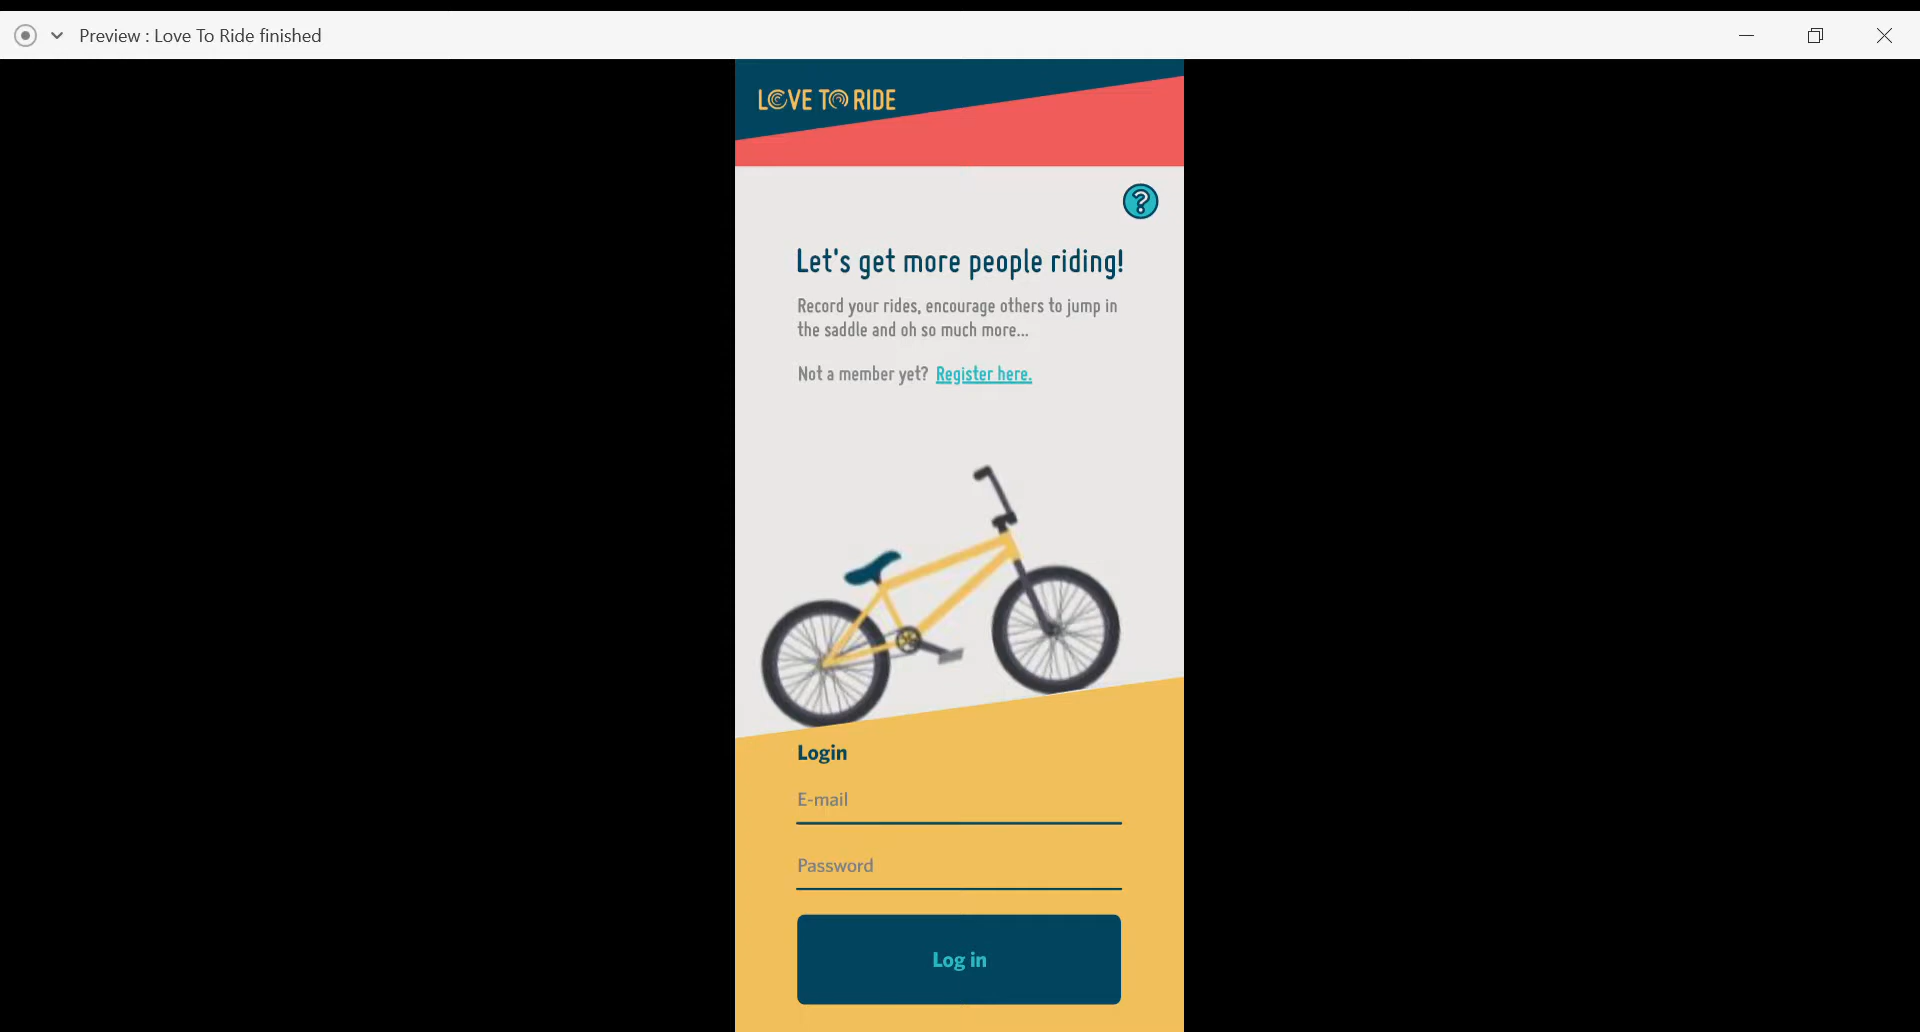 Preview : Love To Ride finished
LOVE TO RIDE
?
Let's get more people riding!
Record your rides, encourage others to jump in
the saddle and oh so much more...
Not a member yet? Register here.
Login
E-mail
Password
Log in